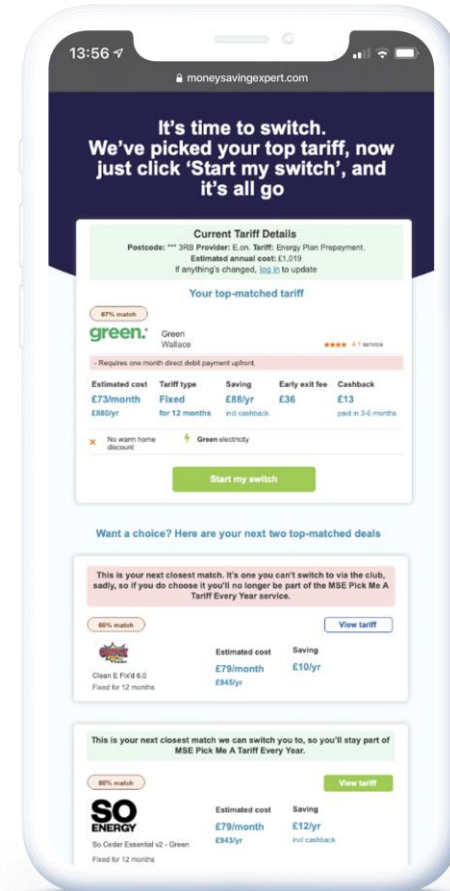 13:56
moneysavingexpert.com
It's time to switch.
We've picked your top tariff, now
just click 'Start my switch', and
it's all go
Current Tariff Details
Postcode: *** 3RB Provider: E.on. Tariff: Energy Plan Prepayment.
Estimated annual cost: £1,019
If anything's changed, log in to update
Your top-matched tariff
67% match
green.
Green
Wallace
4.1 service
- Requires one month direct debit payment upfront.
Estimated cost Tariff type Saving Early exit fee Cashback
£73/month Fixed £88/yr £36 £13
£880/yr for 12 months incl cashback paid in 3-6 months
No warm home
discount
Green electricity
Start my switch
Want a choice? Here are your next two top-matched deals
This is your next closest match. It's one you can't switch to via the club,
sadly, so if you do choose it you'll no longer be part of the MSE Pick Me A
Tariff Every Year service.
66% match
View tariff
Estimated cost Saving
£79/month £10/yr
£945/yr
Clean E Fix'd 6.0
Fixed for 12 months
This is your next closest match we can switch you to, so you'll stay part of
MSE Pick Me A Tariff Every Year.
60% match
View tariff
SO
ENERGY
Estimated cost Saving
£79/month £12/yr
£943/yr incl cashback
So Cedar Essential v2 - Green
Fixed for 12 months